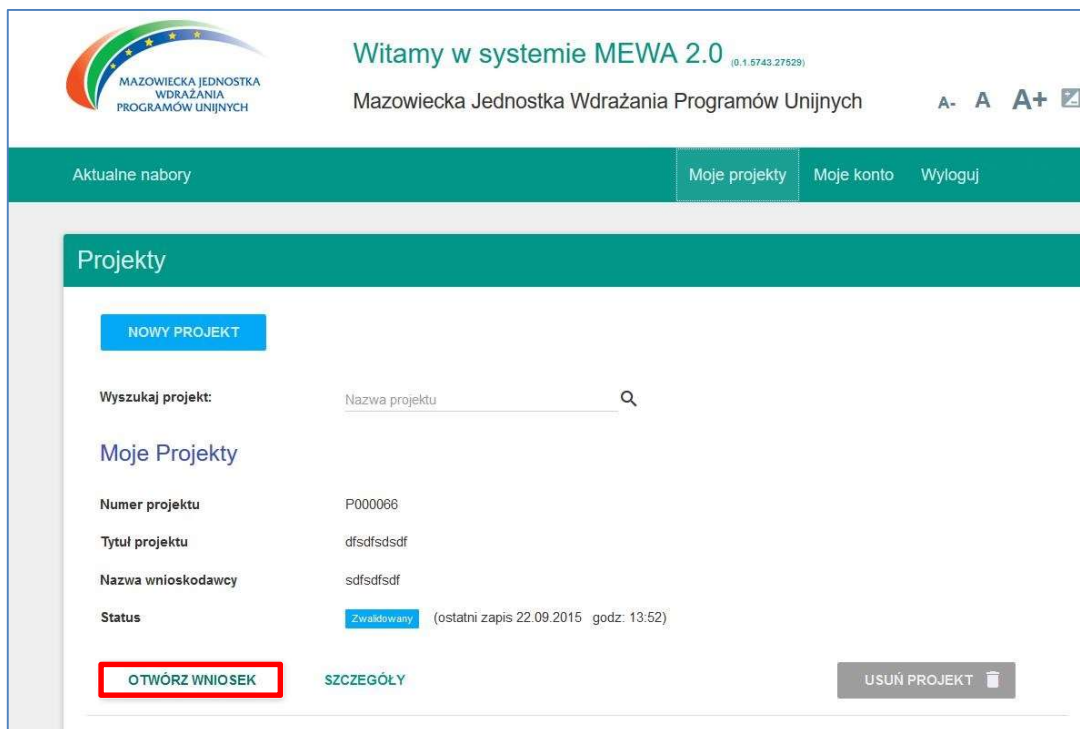 MAZOWIECKA JEDNOSTKA
WDRAŻANIA
PROGRAMÓW UNIJNYCH
Witamy w systemie MEWA 2.0 (0.1.5743.27529)
Mazowiecka Jednostka Wdrażania Programów Unijnych
A- A A+
Aktualne nabory Moje projekty Moje konto Wyloguj
Projekty
NOWY PROJEKT
Wyszukaj projekt: Nazwa projektu
Moje Projekty
Numer projektu P000066
Tytuł projektu dfsdfsdsdf
Nazwa wnioskodawcy sdfsdfsdf
Status Zwalidowany (ostatni zapis 22.09.2015 godz: 13:52)
OTWÓRZ WNIOSEK SZCZEGÓŁY USUŃ PROJEKT